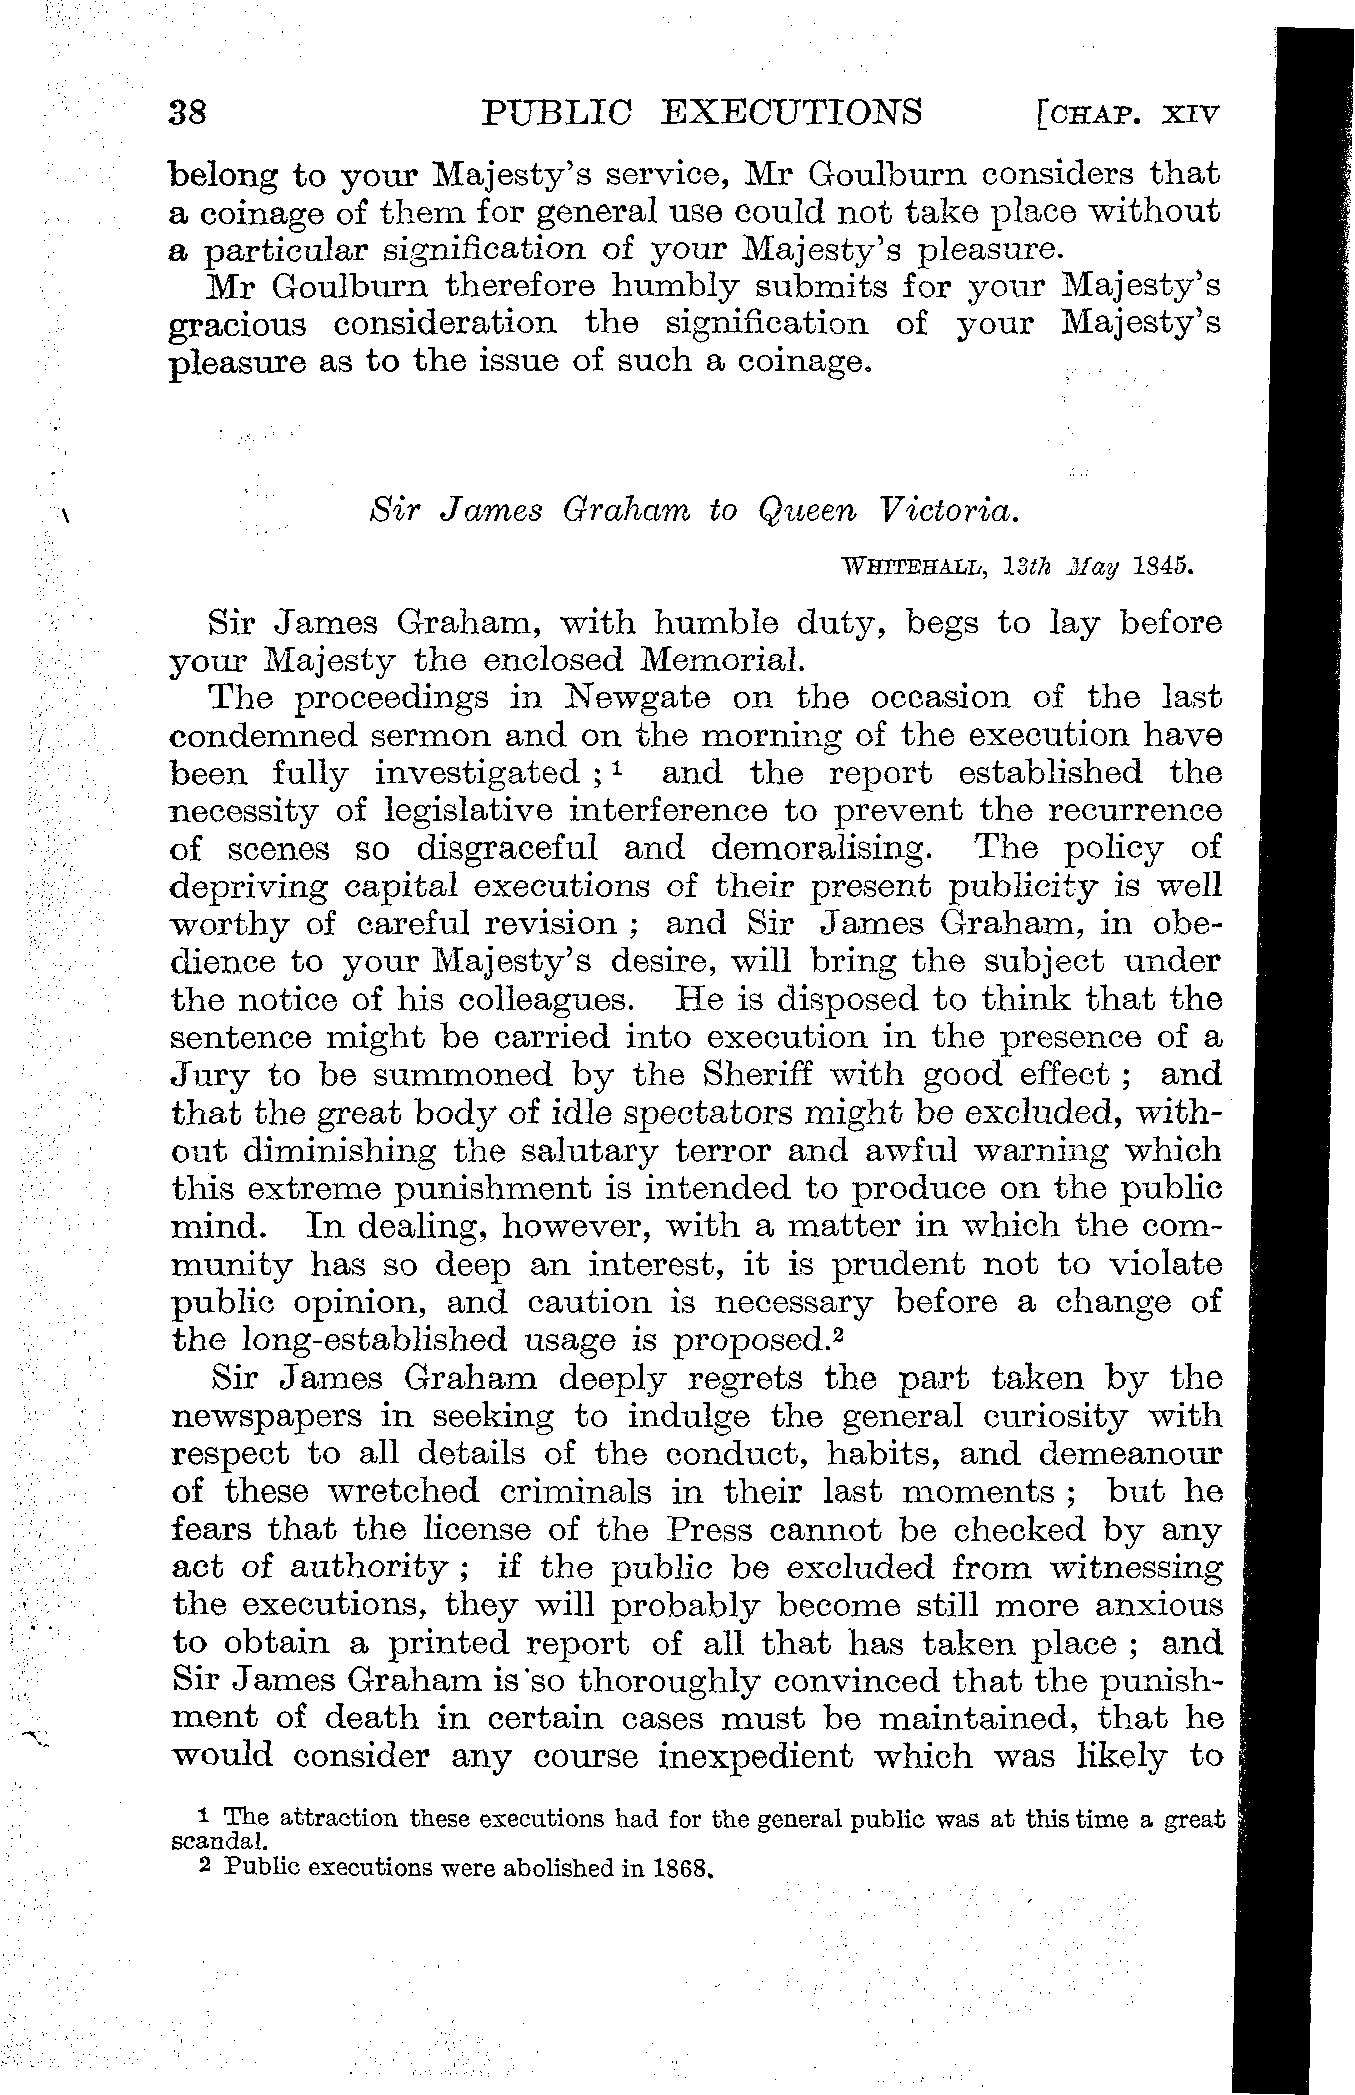 38 PUBLIC EXECUTIONS [CHAP. XIV
belong to your Majesty's service, Mr Goulburn considers that
a coinage of them for general use could not take place without
a particular signification of your Majesty's pleasure.
Mr Goulburn therefore humbly submits for your Majesty's
gracious consideration the signification of your Majesty's
pleasure as to the issue of such a coinage.
Sir James Graham to Queen Victoria.
WHITEHALL, 13th May 1845.
Sir James Graham, with humble duty, begs to lay before
your Majesty the enclosed Memorial.
The proceedings in Newgate on the occasion of the last
condemned sermon and on the morning of the execution have
been fully investigated ;¹ and the report established the
necessity of legislative interference to prevent the recurrence
of scenes so disgraceful and demoralising. The policy of
depriving capital executions of their present publicity is well
worthy of careful revision ; and Sir James Graham, in obe-
dience to your Majesty's desire, will bring the subject under
the notice of his colleagues. He is disposed to think that the
sentence might be carried into execution in the presence of a
Jury to be summoned by the Sheriff with good effect ; and
that the great body of idle spectators might be excluded, with-
out diminishing the salutary terror and awful warning which
this extreme punishment is intended to produce on the public
mind. In dealing, however, with a matter in which the com-
munity has so deep an interest, it is prudent not to violate
public opinion, and caution is necessary before a change of
the long-established usage is proposed.²
Sir James Graham deeply regrets the part taken by the
newspapers in seeking to indulge the general curiosity with
respect to all details of the conduct, habits, and demeanour
of these wretched criminals in their last moments ; but he
fears that the license of the Press cannot be checked by any
act of authority ; if the public be excluded from witnessing
the executions, they will probably become still more anxious
to obtain a printed report of all that has taken place ; and
Sir James Graham is so thoroughly convinced that the punish-
ment of death in certain cases must be maintained, that he
would consider any course inexpedient which was likely to
1 The attraction these executions had for the general public was at this time a great
scandal.
2 Public executions were abolished in 1868.